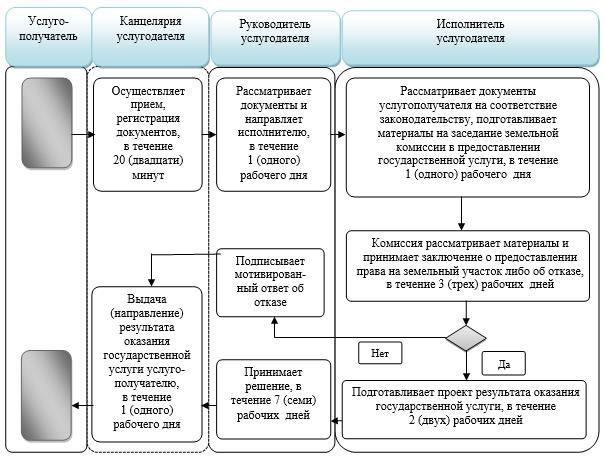 Услуго-
получатель
Канцелярия
услугодателя
Руководитель
услугодателя
Исполнитель
услугодателя
Осуществляет
прием,
регистрация
документов,
в течение
20 (двадцати)
минут
Рассматривает
документы и
направляет
исполнителю,
в течение
1 (одного)
рабочего дня
Рассматривает документы
услугополучателя на соответствие
законодательству, подготавливает
материалы на заседание земельной
комиссии в предоставлении
государственной услуги, в течение
1 (одного) рабочего дня
Комиссия рассматривает материалы и
принимает заключение о предоставлении
права на земельный участок либо об отказе,
в течение 3 (трех) рабочих дней
Подписывает
мотивирован-
ный ответ об
отказе
Выдача
(направление)
результата
оказания
государственной
услуги услуго-
получателю,
в течение
1 (одного)
рабочего дня
Нет
Да
Принимает
решение, в
течение 7 (семи)
рабочих дней
Подготавливает проект результата оказания
государственной услуги, в течение
2 (двух) рабочих дней